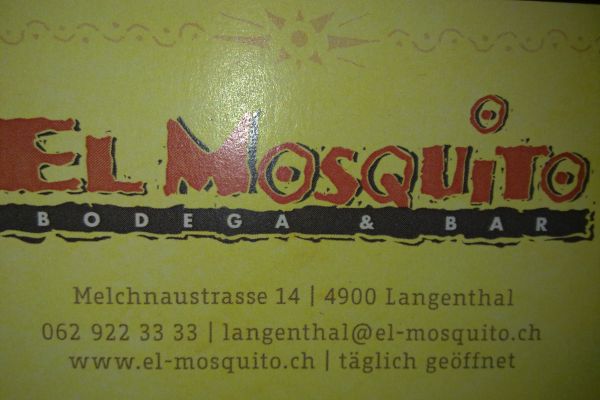 EL MOSQUITO
BODEGA & BAR
Melchnaustrasse 14 | 4900 Langenthal
062 922 33 33 | langenthal@el-mosquito.ch
www.el-mosquito.ch | täglich geöffnet